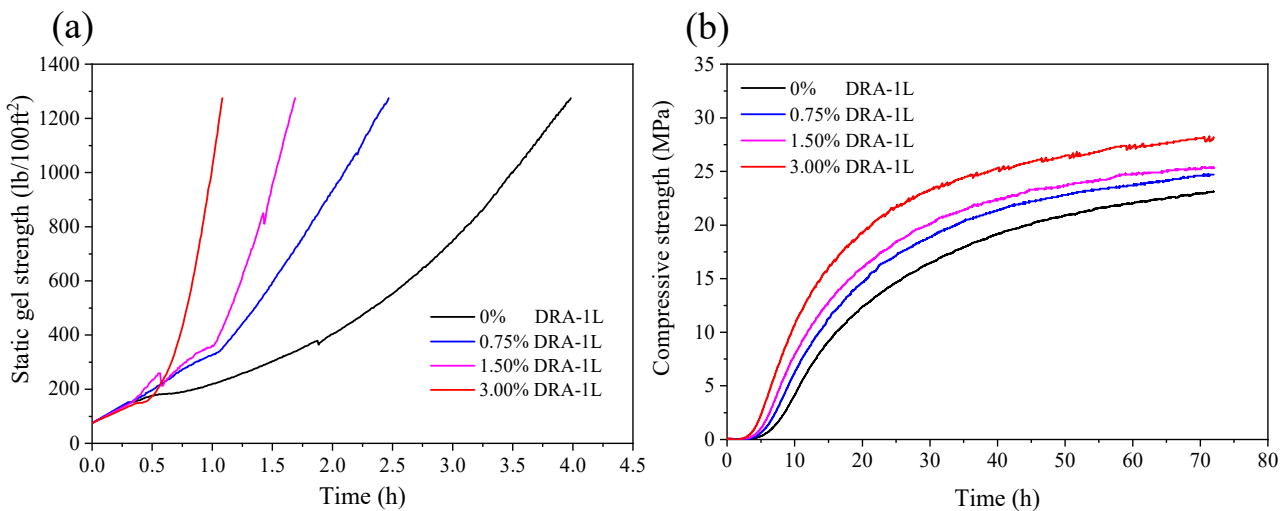 (a)
Static gel strength (lb/100ft²)
1400
1200
1000
800
600
400
200
0
0% DRA-1L
0.75% DRA-1L
1.50% DRA-1L
3.00% DRA-1L
0.0 0.5 1.0 1.5 2.0 2.5 3.0 3.5 4.0 4.5
Time (h)
(b)
Compressive strength (MPa)
35
30
25
20
15
10
5
0
0% DRA-1L
0.75% DRA-1L
1.50% DRA-1L
3.00% DRA-1L
0 10 20 30 40 50 60 70 80
Time (h)